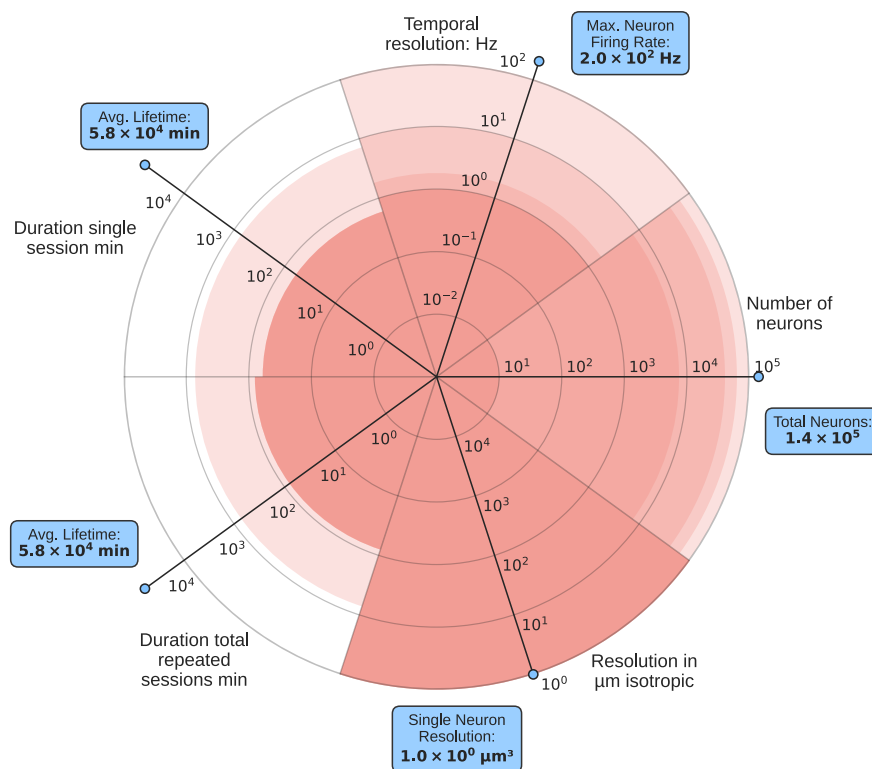 Temporal
resolution: Hz
10²
Max. Neuron
Firing Rate:
2.0 × 10² Hz
10¹
10⁰
10⁻¹
10⁻²
Avg. Lifetime:
5.8 × 10⁴ min
10⁴
10³
10²
10¹
10⁰
Duration single
session min
Number of
neurons
10¹
10²
10³
10⁴
10⁵
Total Neurons:
1.4 × 10⁵
10⁰
10¹
10²
10³
10⁴
Avg. Lifetime:
5.8 × 10⁴ min
Duration total
repeated
sessions min
10⁴
10³
10²
10¹
10⁰
Resolution in
µm isotropic
Single Neuron
Resolution:
1.0 × 10⁰ µm³